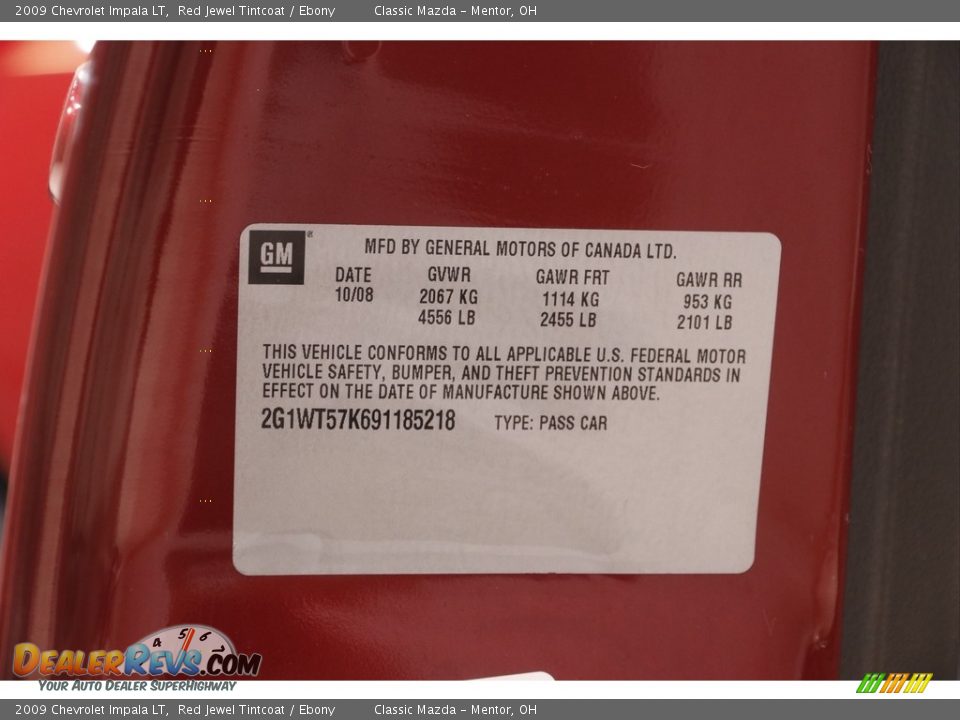 2009 Chevrolet Impala LT, Red Jewel Tintcoat / Ebony Classic Mazda - Mentor, OH
GM
MFD BY GENERAL MOTORS OF CANADA LTD.
DATE GVWR GAWR FRT GAWR RR
10/08 2067 KG 1114 KG 953 KG
4556 LB 2455 LB 2101 LB
THIS VEHICLE CONFORMS TO ALL APPLICABLE U.S. FEDERAL MOTOR
VEHICLE SAFETY, BUMPER, AND THEFT PREVENTION STANDARDS IN
EFFECT ON THE DATE OF MANUFACTURE SHOWN ABOVE.
2G1WT57K691185218 TYPE: PASS CAR
4 5 6
DEALERREVS.COM
YOUR AUTO DEALER SUPERHIGHWAY
2009 Chevrolet Impala LT, Red Jewel Tintcoat / Ebony Classic Mazda - Mentor, OH